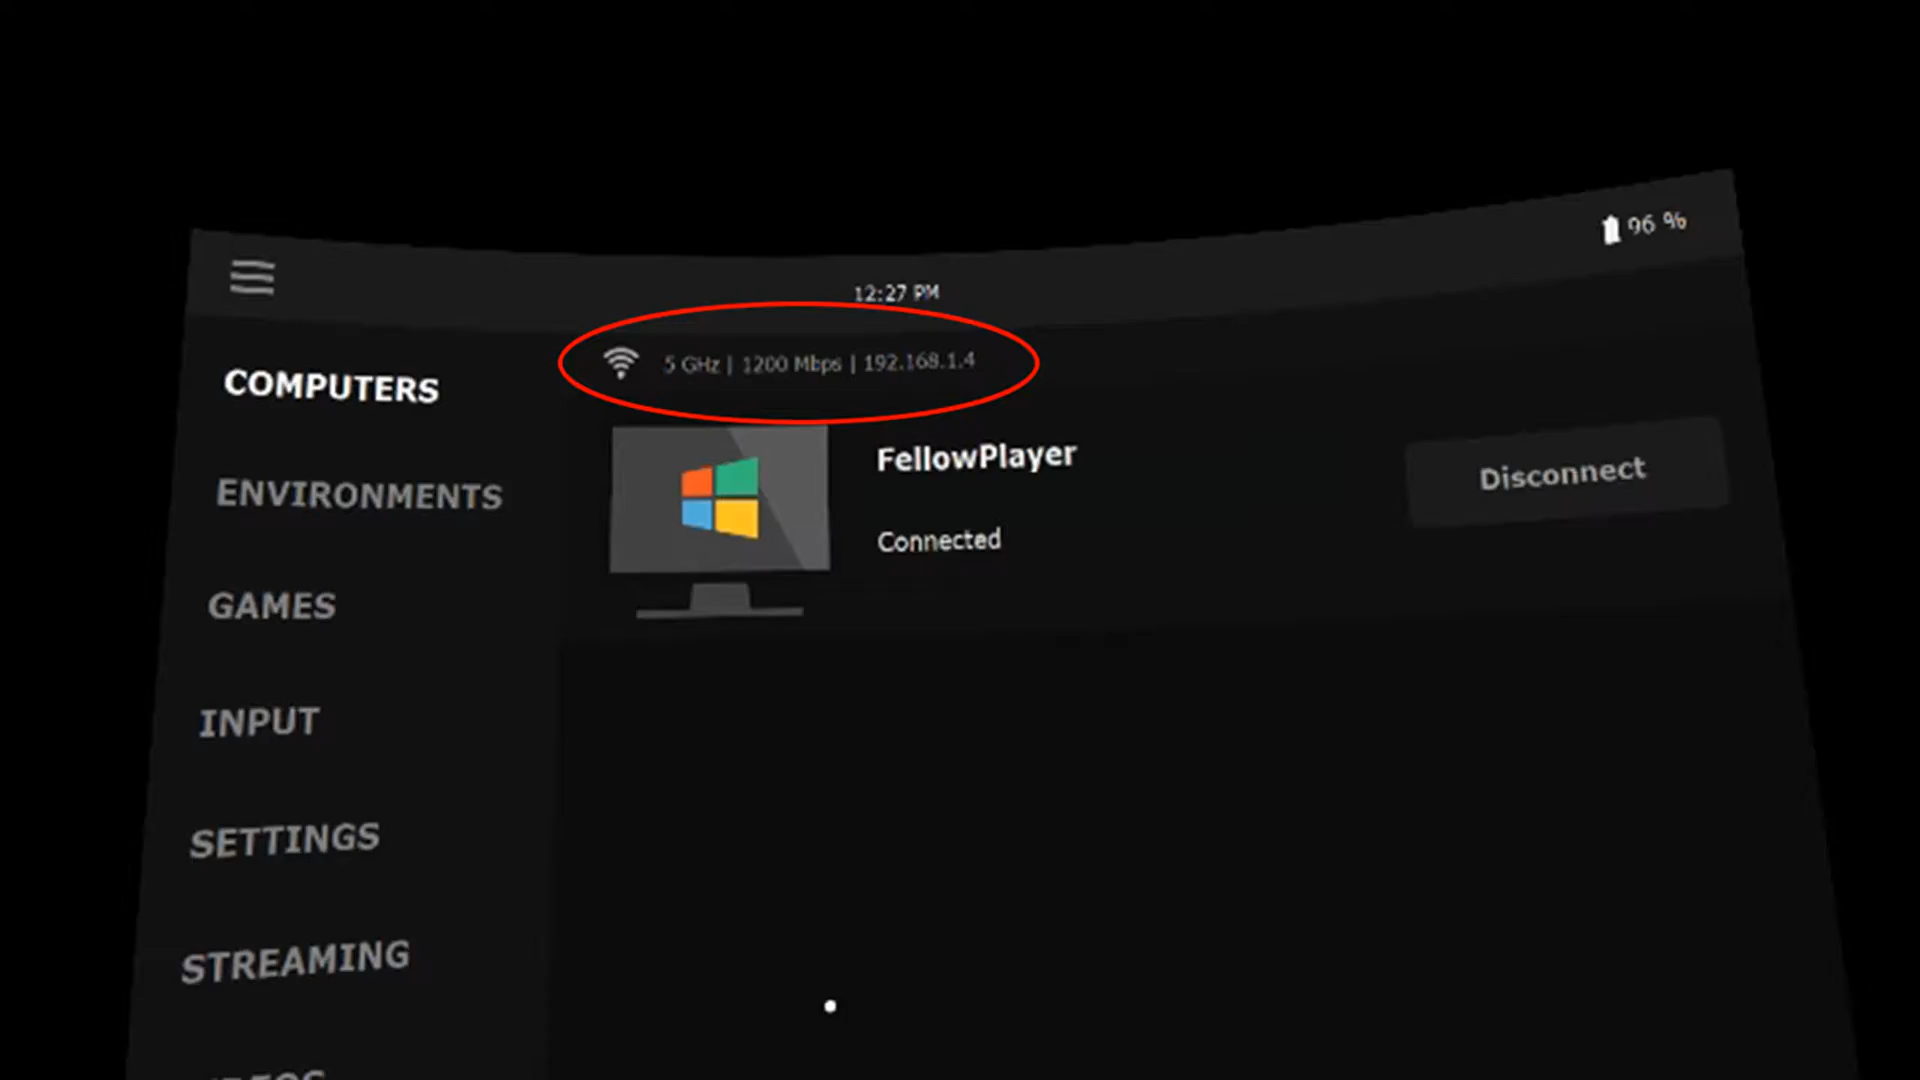 96 %
12:27 PM
5 GHz | 1200 Mbps | 192.168.1.4
COMPUTERS
ENVIRONMENTS
GAMES
INPUT
SETTINGS
STREAMING
FellowPlayer
Connected
Disconnect